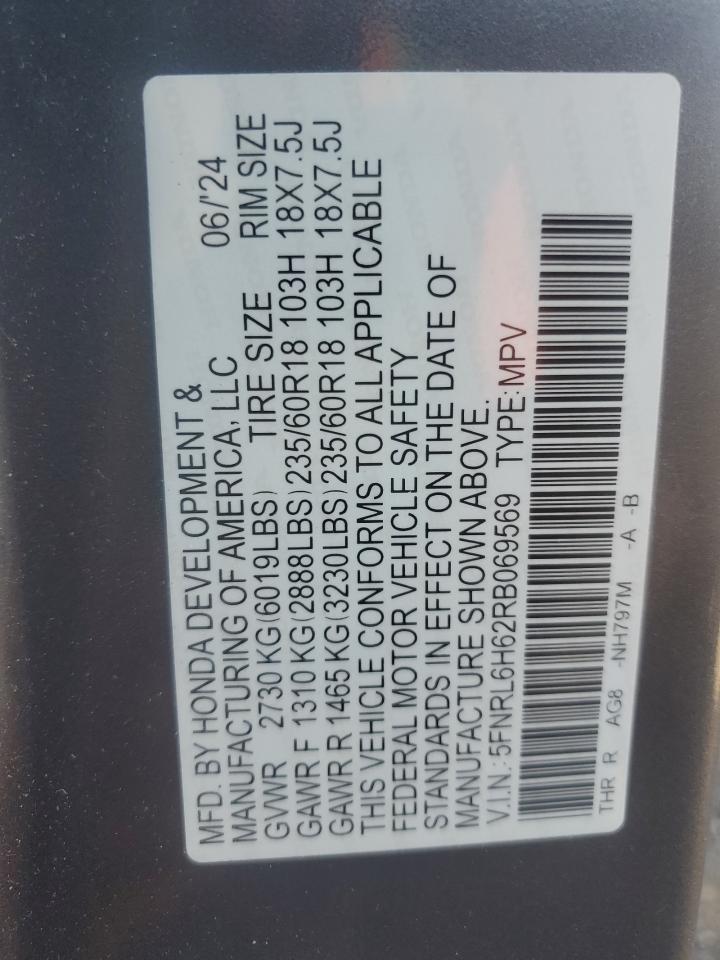 MFD. BY HONDA DEVELOPMENT &
MANUFACTURING OF AMERICA, LLC 06/'24
GVWR 2730 KG(6019LBS) TIRE SIZE RIM SIZE
GAWR F 1310 KG(2888LBS)235/60R18 103H 18X7.5J
GAWR R 1465 KG(3230LBS)235/60R18 103H 18X7.5J
THIS VEHICLE CONFORMS TO ALL APPLICABLE
FEDERAL MOTOR VEHICLE SAFETY
STANDARDS IN EFFECT ON THE DATE OF
MANUFACTURE SHOWN ABOVE.
V.I.N.:5FNRL6H62RB069569 TYPE:MPV
THR R AG8 -NH797M -A -B